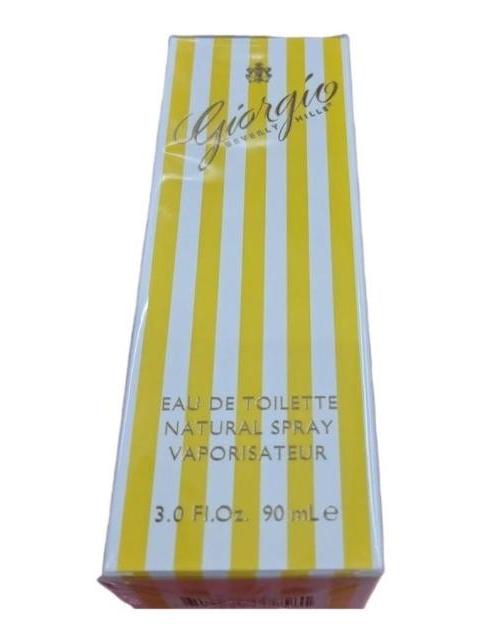 Giorgio
BEVERLY HILLS®
EAU DE TOILETTE
NATURAL SPRAY
VAPORISATEUR
3.0 Fl.Oz. 90 mL ℮